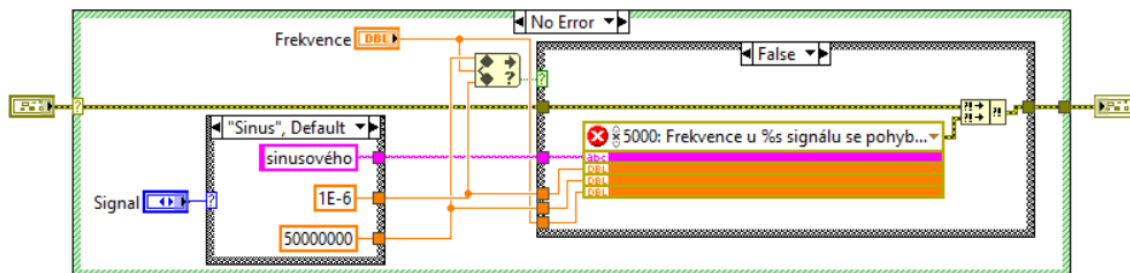 No Error
Frekvence
DBL
?
False
?
?
"Sinus", Default
5000: Frekvence u %s signálu se pohyb...
sinusového
abc
DBL
DBL
DBL
Signal
?
1E-6
50000000